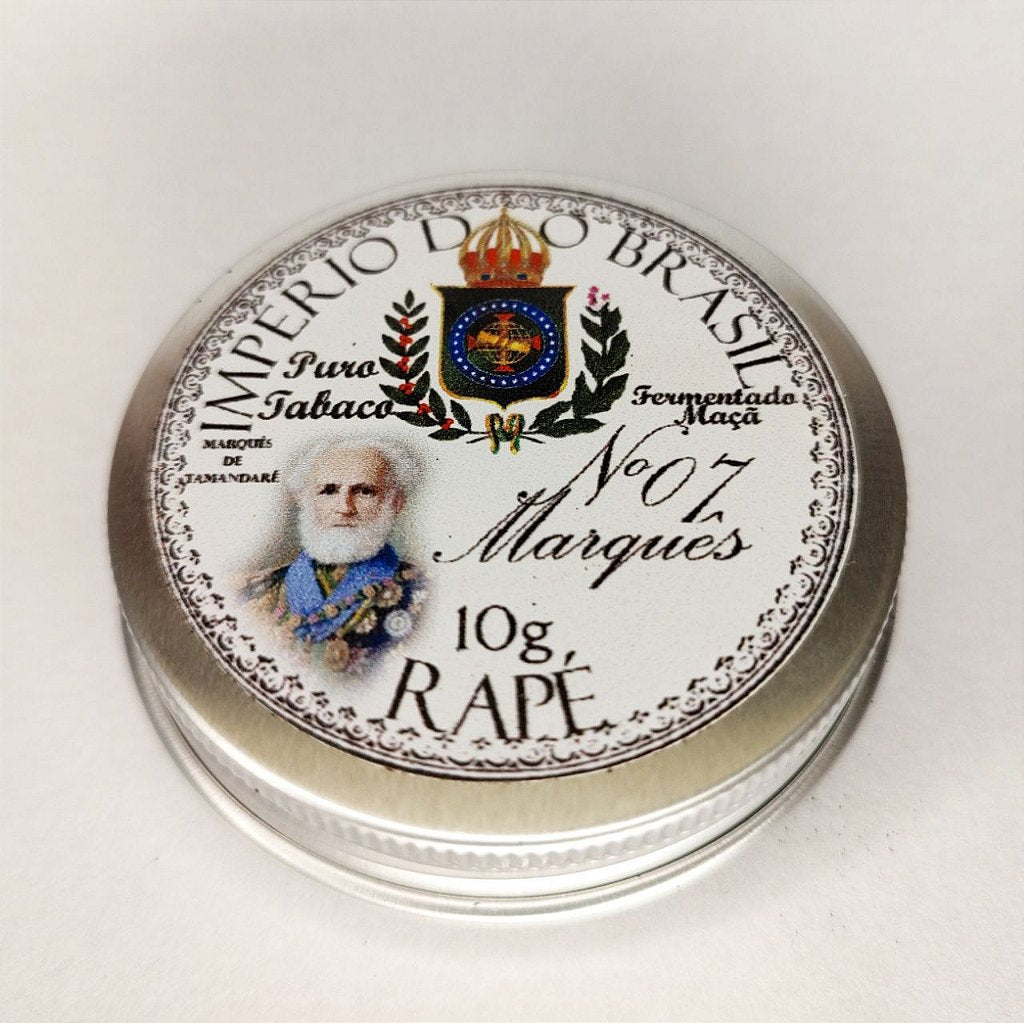 IMPÉRIO DO BRASIL
Puro
Tabaco
Fermentado
Maçã
MARQUÊS
DE
TAMANDARÉ
Nº07
Marquês
10g
RAPÉ